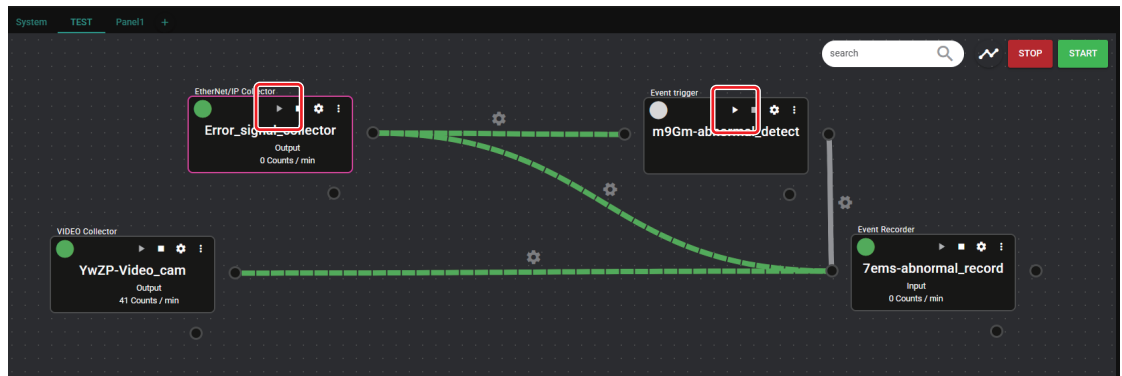 System TEST Panel1 +
search STOP START
EtherNet/IP Collector
Error_signal_collector
Output
0 Counts / min
Event trigger
m9Gm-abnormal_detect
VIDEO Collector
YwZP-Video_cam
Output
41 Counts / min
Event Recorder
7ems-abnormal_record
Input
0 Counts / min